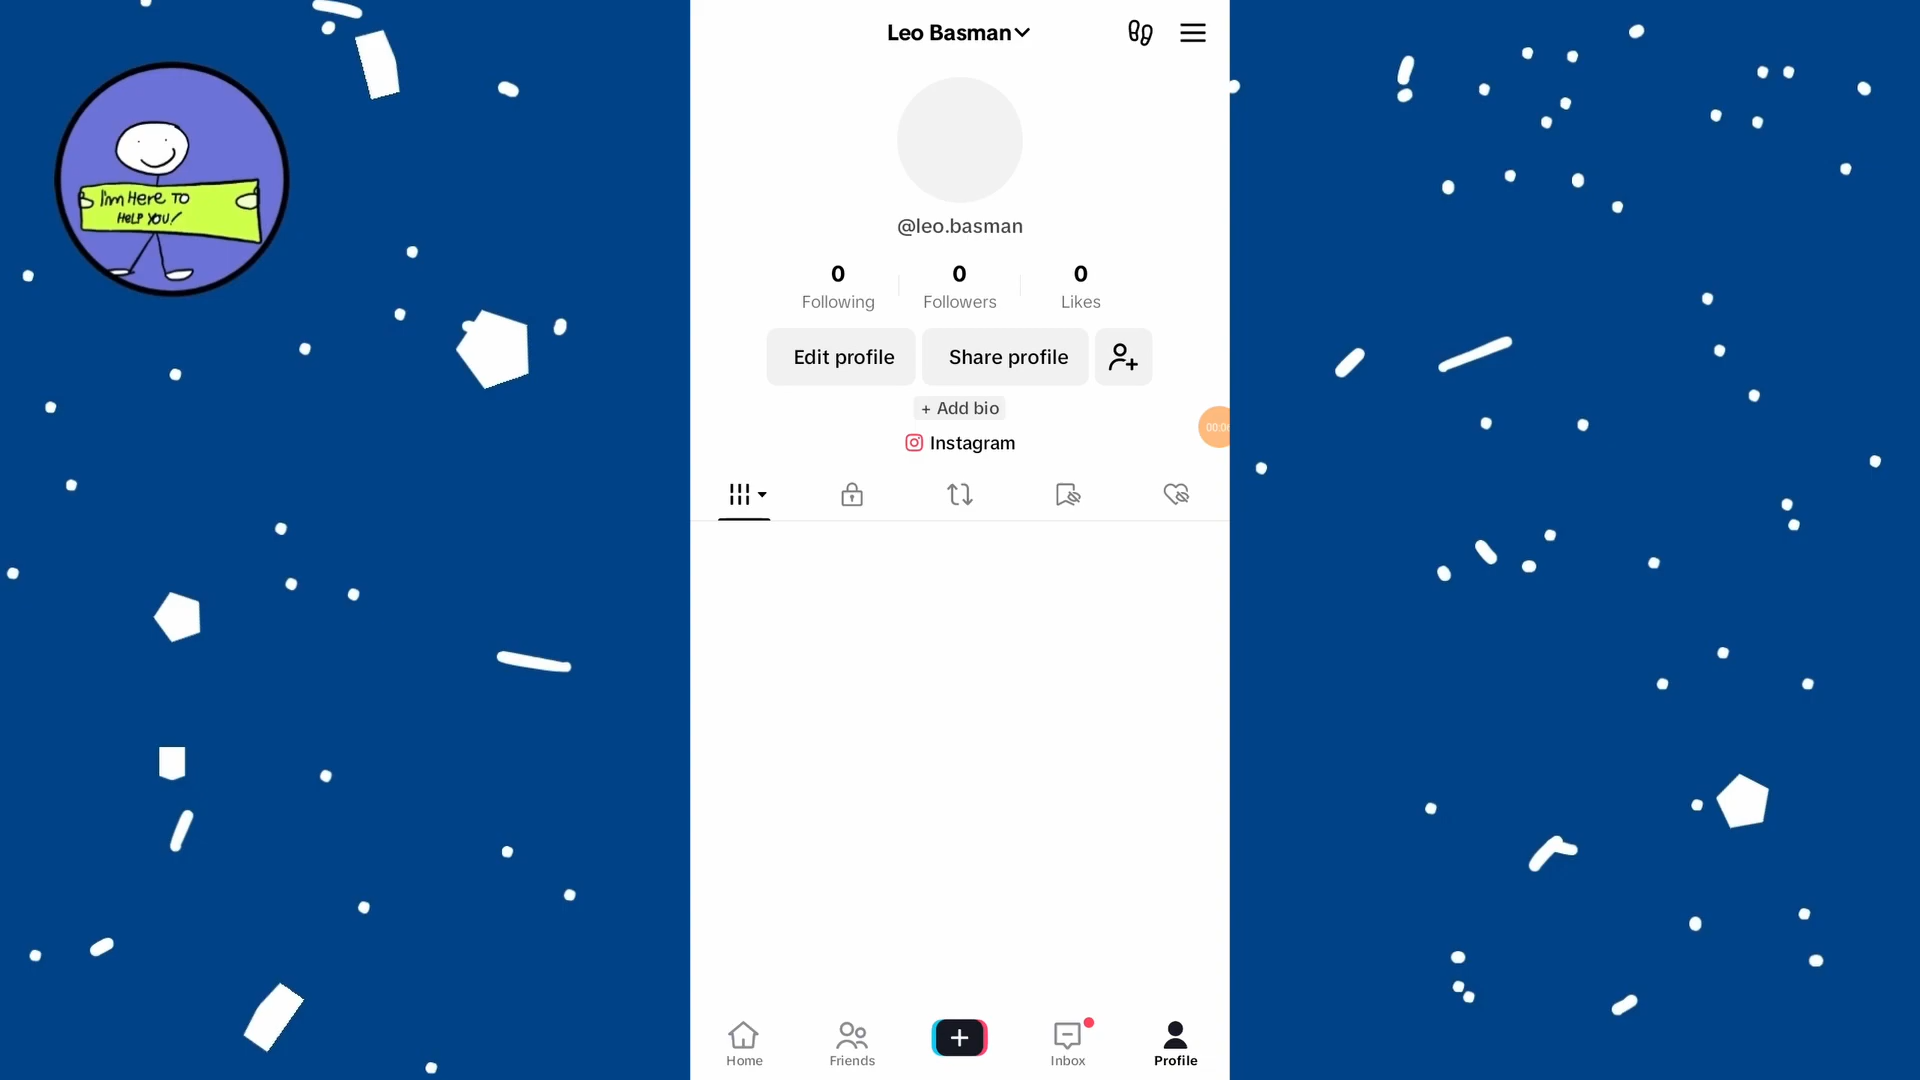 Leo Basman
I'm HeRe TO
HeLP YOU!
@leo.basman
0
0
0
Following
Followers
Likes
Edit profile
Share profile
+ Add bio
Instagram
Home
Friends
Inbox
Profile